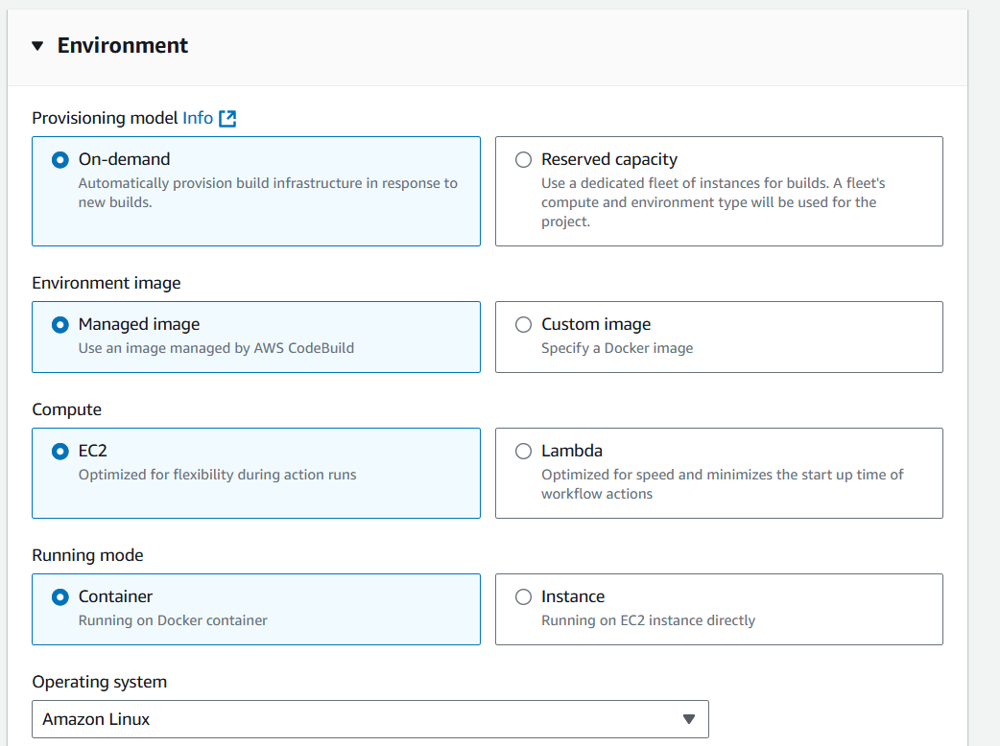 Environment
Provisioning model Info
On-demand
Automatically provision build infrastructure in response to
new builds.
Reserved capacity
Use a dedicated fleet of instances for builds. A fleet's
compute and environment type will be used for the
project.
Environment image
Managed image
Use an image managed by AWS CodeBuild
Custom image
Specify a Docker image
Compute
EC2
Optimized for flexibility during action runs
Lambda
Optimized for speed and minimizes the start up time of
workflow actions
Running mode
Container
Running on Docker container
Instance
Running on EC2 instance directly
Operating system
Amazon Linux